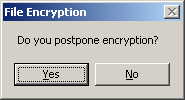 File Encryption
Do you postpone encryption?
Yes
No